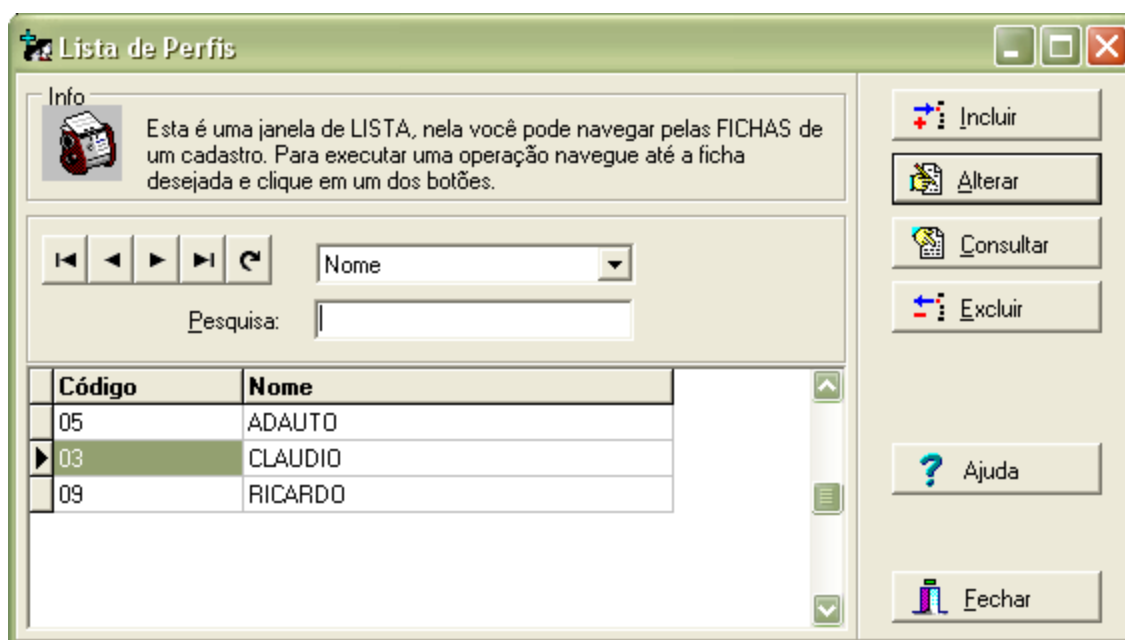 Lista de Perfis
Info
Esta é uma janela de LISTA, nela você pode navegar pelas FICHAS de
um cadastro. Para executar uma operação navegue até a ficha
desejada e clique em um dos botões.
Nome
Pesquisa:
Código Nome
05 ADAUTO
03 CLAUDIO
09 RICARDO
Incluir
Alterar
Consultar
Excluir
Ajuda
Fechar